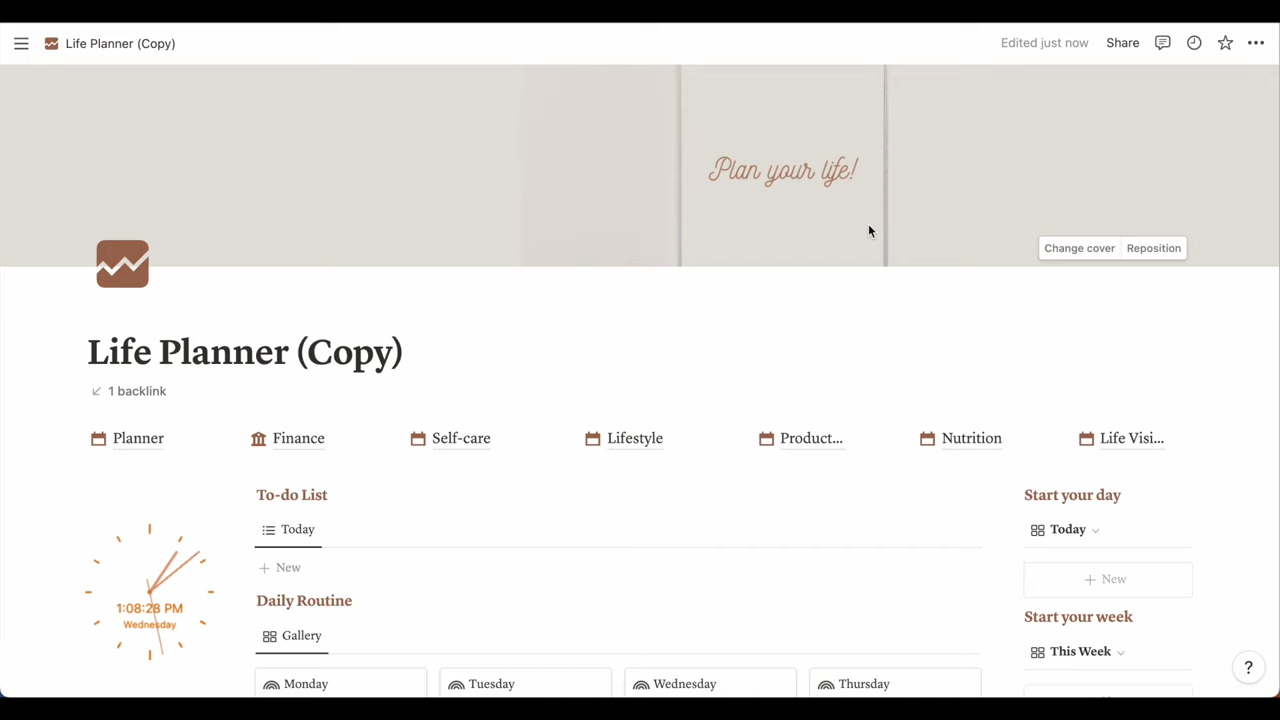 Life Planner (Copy)
Edited just now
Share
Plan your life!
Change cover
Reposition
Life Planner (Copy)
1 backlink
Planner
Finance
Self-care
Lifestyle
Product...
Nutrition
Life Visi...
1:08:28 PM
Wednesday
To-do List
Today
+ New
Daily Routine
Gallery
Monday
Tuesday
Wednesday
Thursday
Start your day
Today
+ New
Start your week
This Week
?